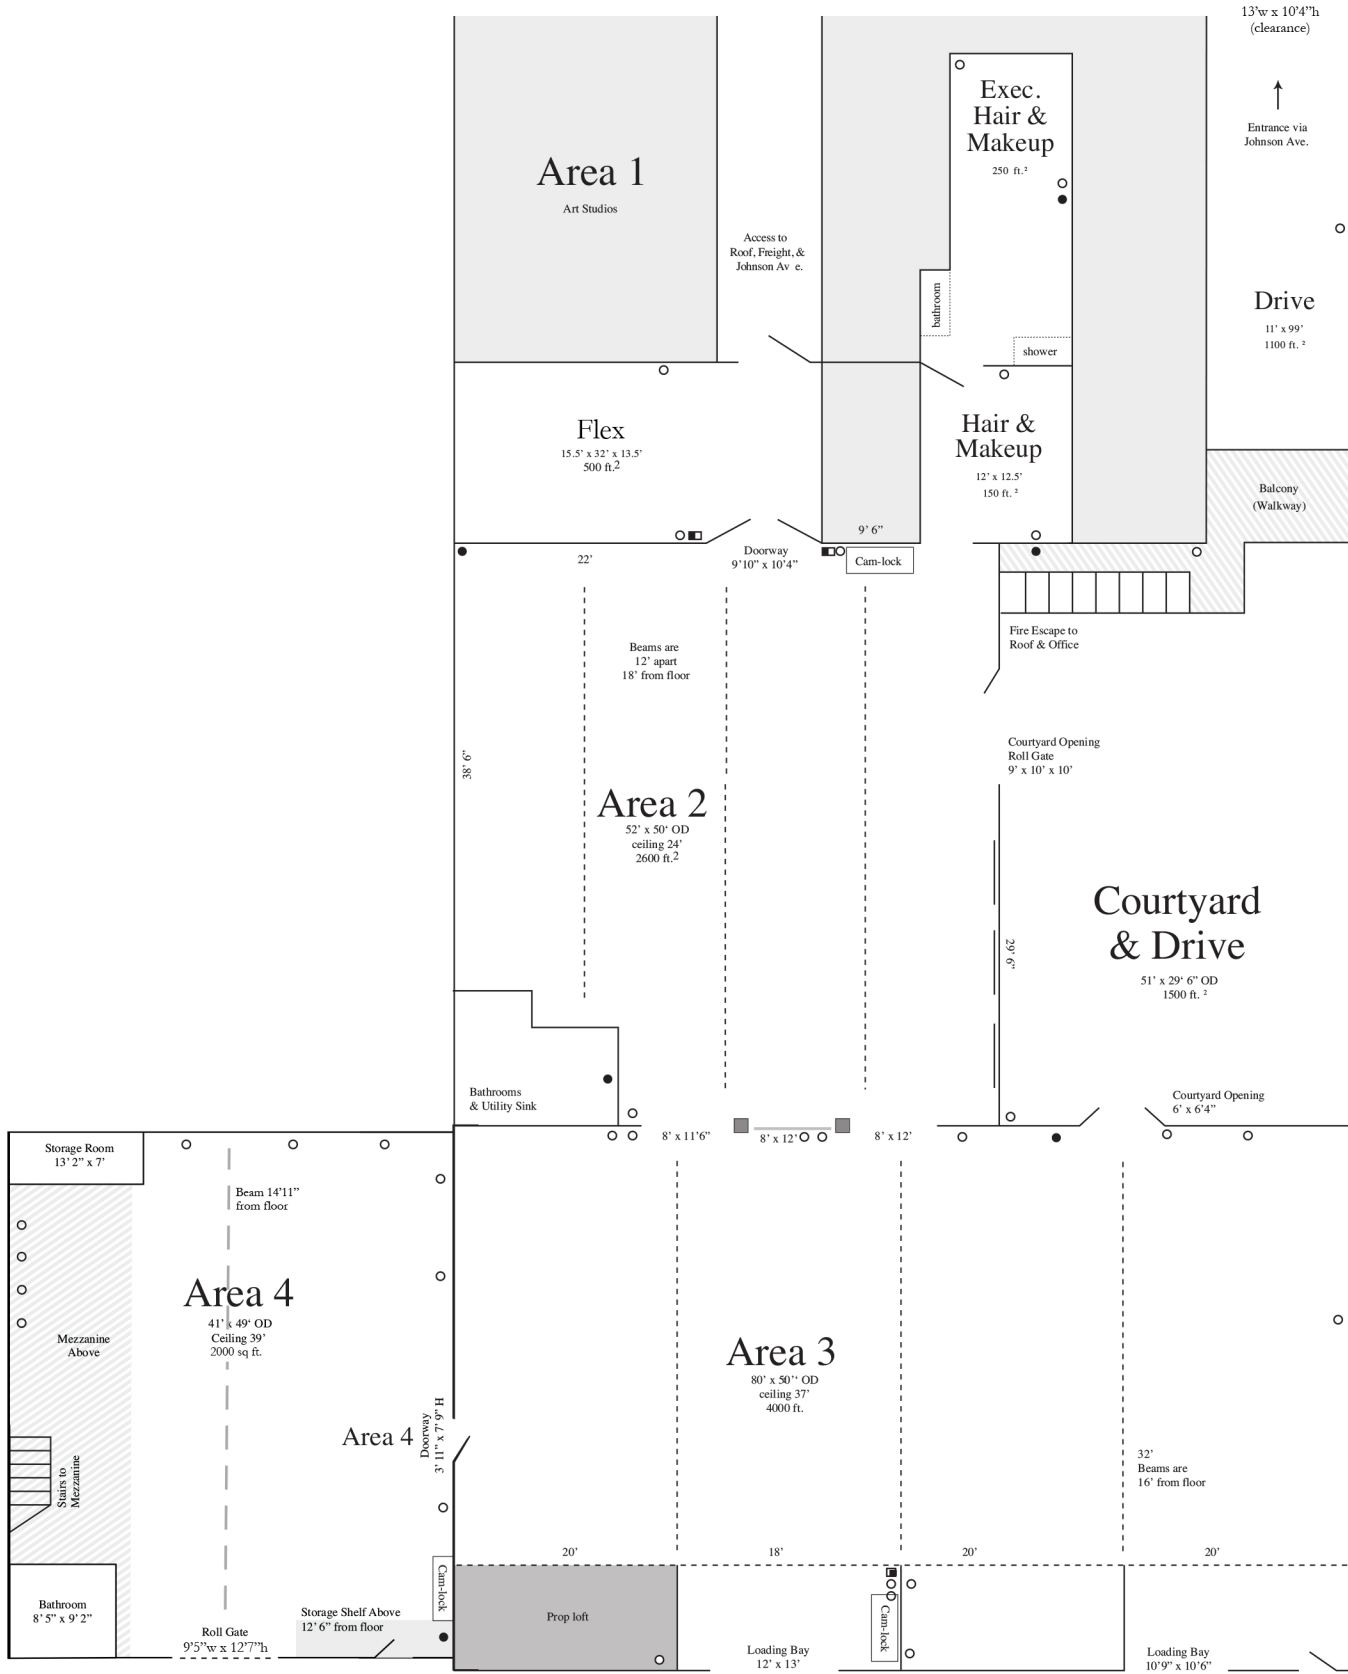 13'w x 10'4"h
(clearance)
Entrance via
Johnson Ave.
Exec.
Hair &
Makeup
250 ft.²
Area 1
Art Studios
Access to
Roof, Freight, &
Johnson Av e.
bathroom
shower
Drive
11' x 99'
1100 ft. ²
Flex
15.5' x 32' x 13.5'
500 ft.2
Hair &
Makeup
12' x 12.5'
150 ft. ²
Balcony
(Walkway)
9' 6"
22'
Doorway
9'10" x 10'4"
Cam-lock
Beams are
12' apart
18' from floor
Fire Escape to
Roof & Office
38' 6"
Courtyard Opening
Roll Gate
9' x 10' x 10'
Area 2
52' x 50' OD
ceiling 24'
2600 ft.2
Courtyard
& Drive
51' x 29' 6" OD
1500 ft. ²
29' 6"
Bathrooms
& Utility Sink
Courtyard Opening
6' x 6'4"
8' x 11'6"
8' x 12'
8' x 12'
Storage Room
13' 2" x 7'
Beam 14'11"
from floor
Area 4
41' x 49' OD
Ceiling 39'
2000 sq ft.
Mezzanine
Above
Area 3
80' x 50'' OD
ceiling 37'
4000 ft.
Area 4
Doorway
3' 11" x 7' 9" H
Stairs to
Mezzanine
32'
Beams are
16' from floor
20'
18'
20'
20'
Cam-lock
Bathroom
8' 5" x 9' 2"
Storage Shelf Above
12' 6" from floor
Roll Gate
9'5"w x 12'7"h
Prop loft
Cam-lock
Loading Bay
12' x 13'
Loading Bay
10'9" x 10'6"